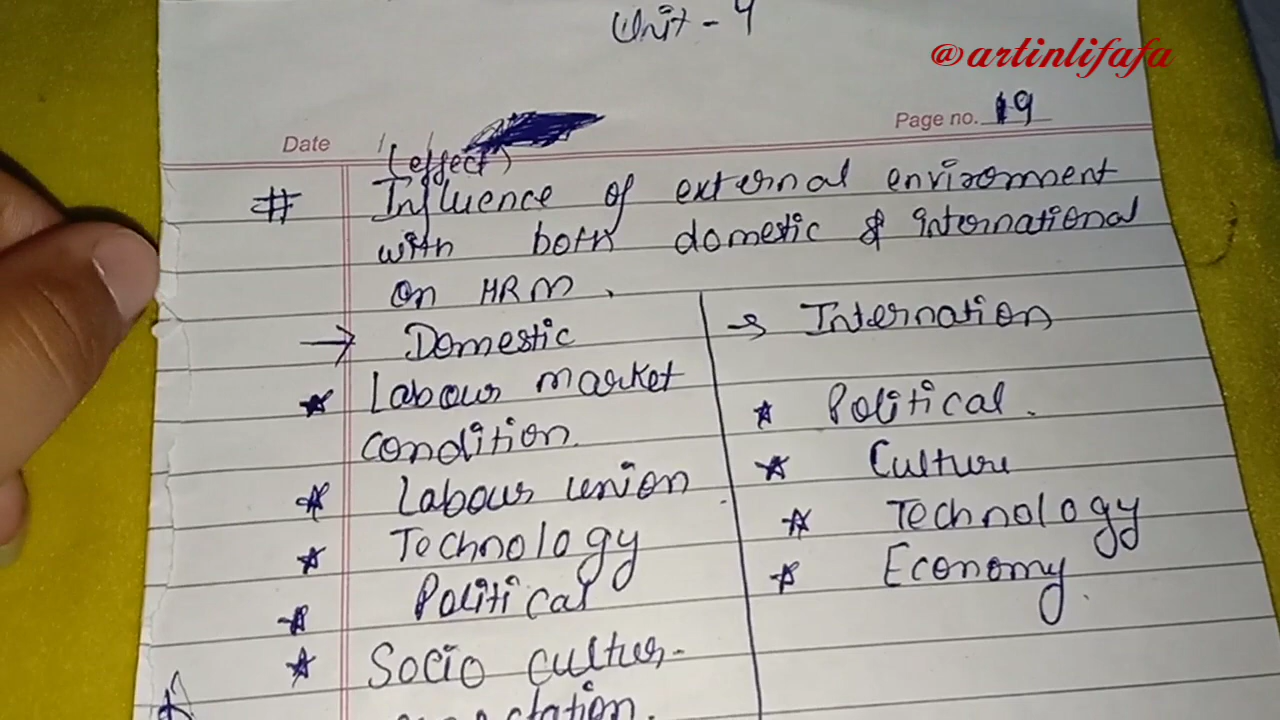 Unit - 4
@artinlifafa
Date
Page no. 19
(effect)
# Influence of external environment
with both domestic & international
on HRM.
→ Domestic
★ Labour market
condition.
★ Labour union
★ Technology
★ Political
★ Socio cultur-
→ Internation
★ Political.
★ Culture
★ Technology
★ Economy.